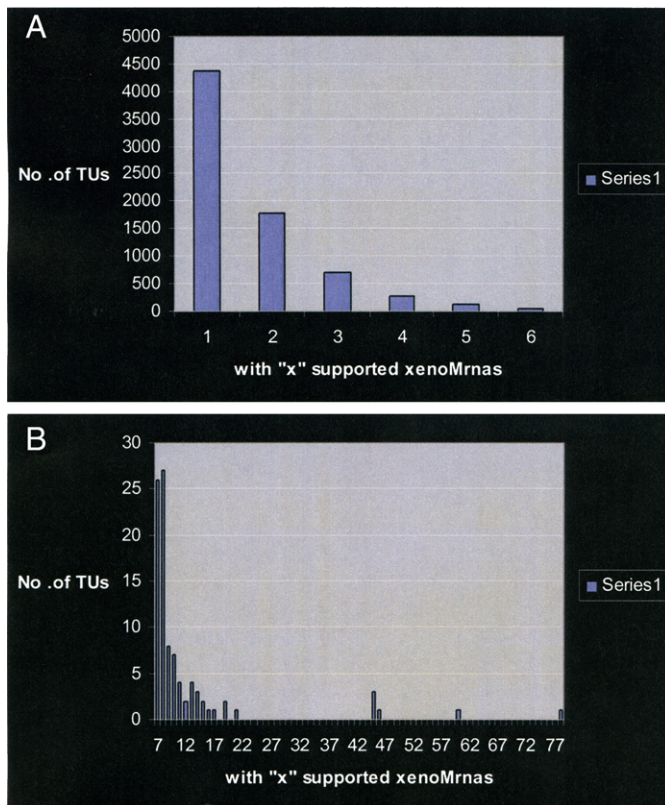 A
5000
4500
4000
3500
3000
2500
2000
1500
1000
500
0
No .of TUs
Series1
1 2 3 4 5 6
with "x" supported xenoMrnas
B
30
25
20
15
10
5
0
No .of TUs
Series1
7 12 17 22 27 32 37 42 47 52 57 62 67 72 77
with "x" supported xenoMrnas